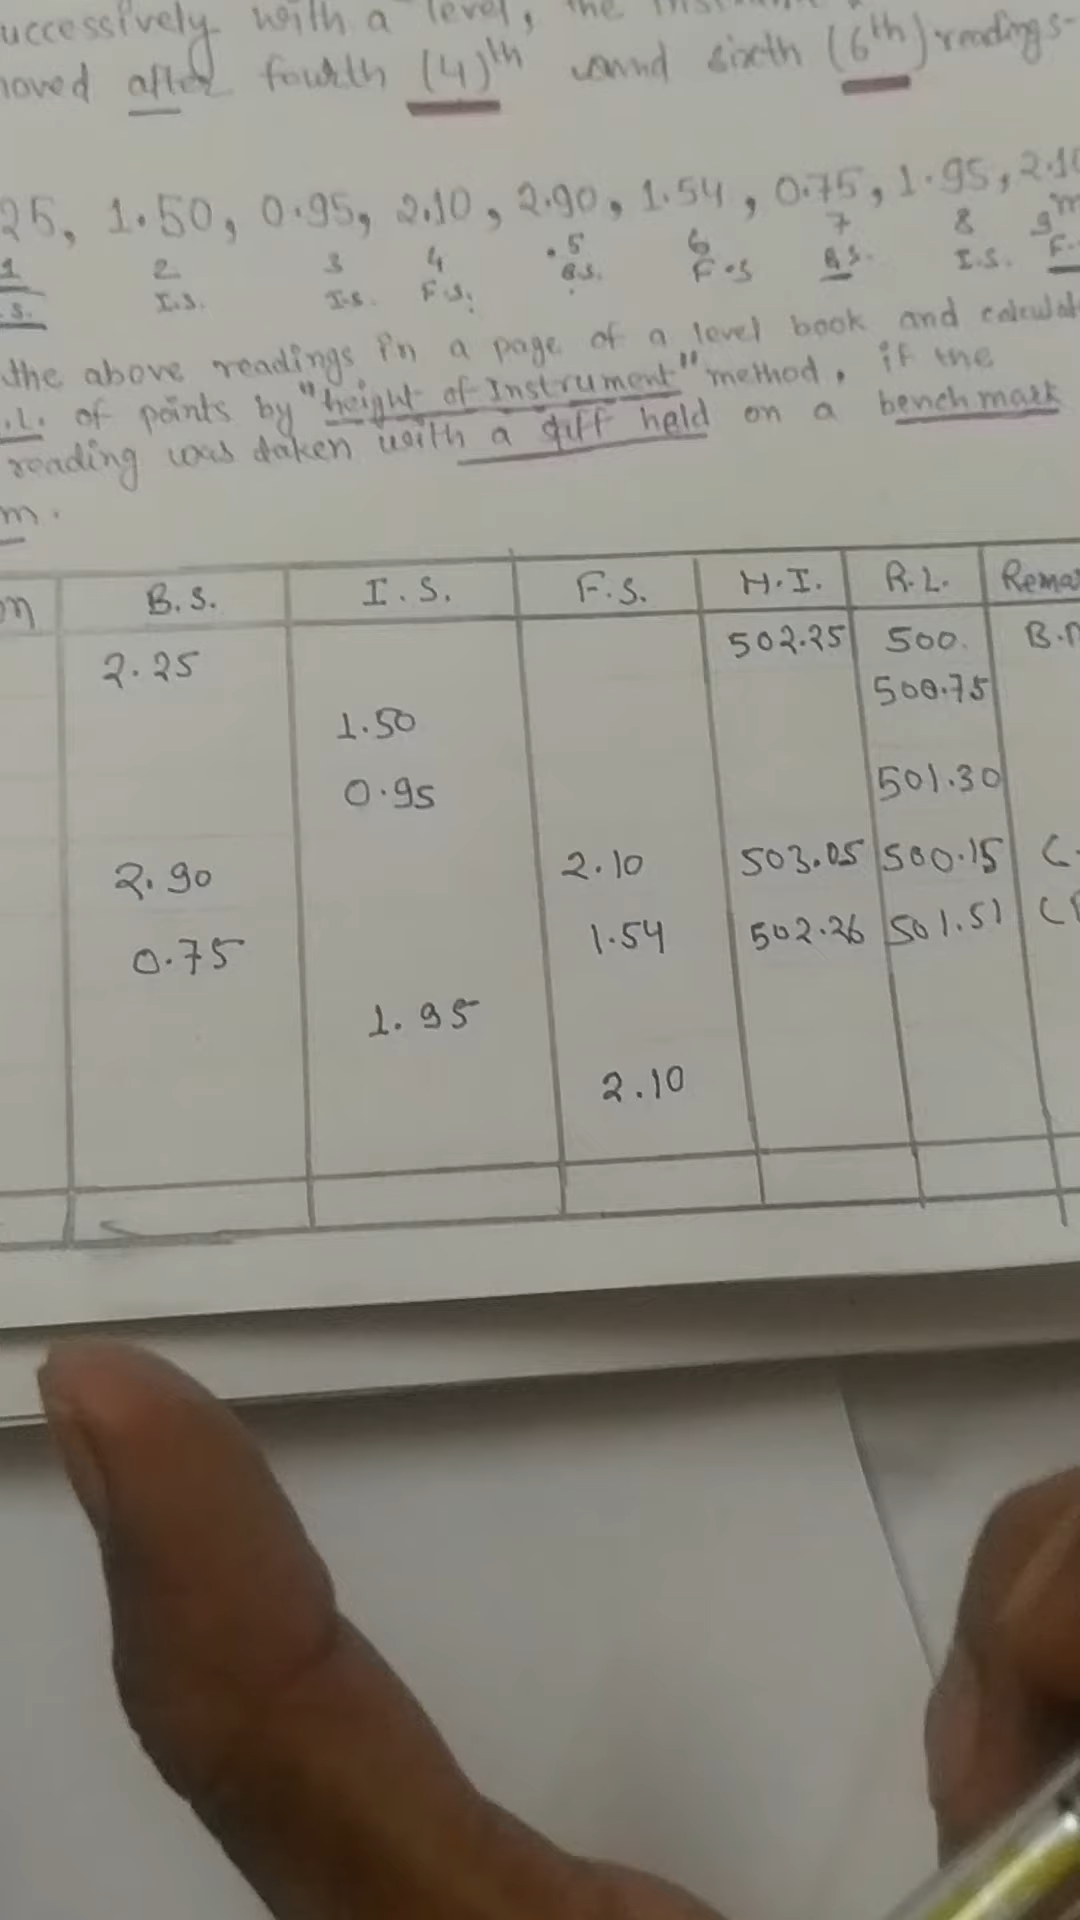 uccessively with a level, the
oved after fourth (4)th and sixth (6th) readings-
25, 1.50, 0.95, 2.10, 2.90, 1.54, 0.75, 1.95, 2.10
1 2 3 4 5 6 7 8 9 m
.S. I.S. I.S. F.S. B.S. F.S B.S. I.S. F.
the above readings in a page of a level book and calculat
.L. of points by "height of Instrument" method. if the
reading was taken with a stff held on a benchmark
m.
on B.S. I.S. F.S. H.I. R.L. Rema
2.25 502.25 500. B.
1.50 500.75
0.95 501.30
2.90 2.10 503.05 500.15 C.
0.75 1.54 502.26 501.51 C
1.95
2.10